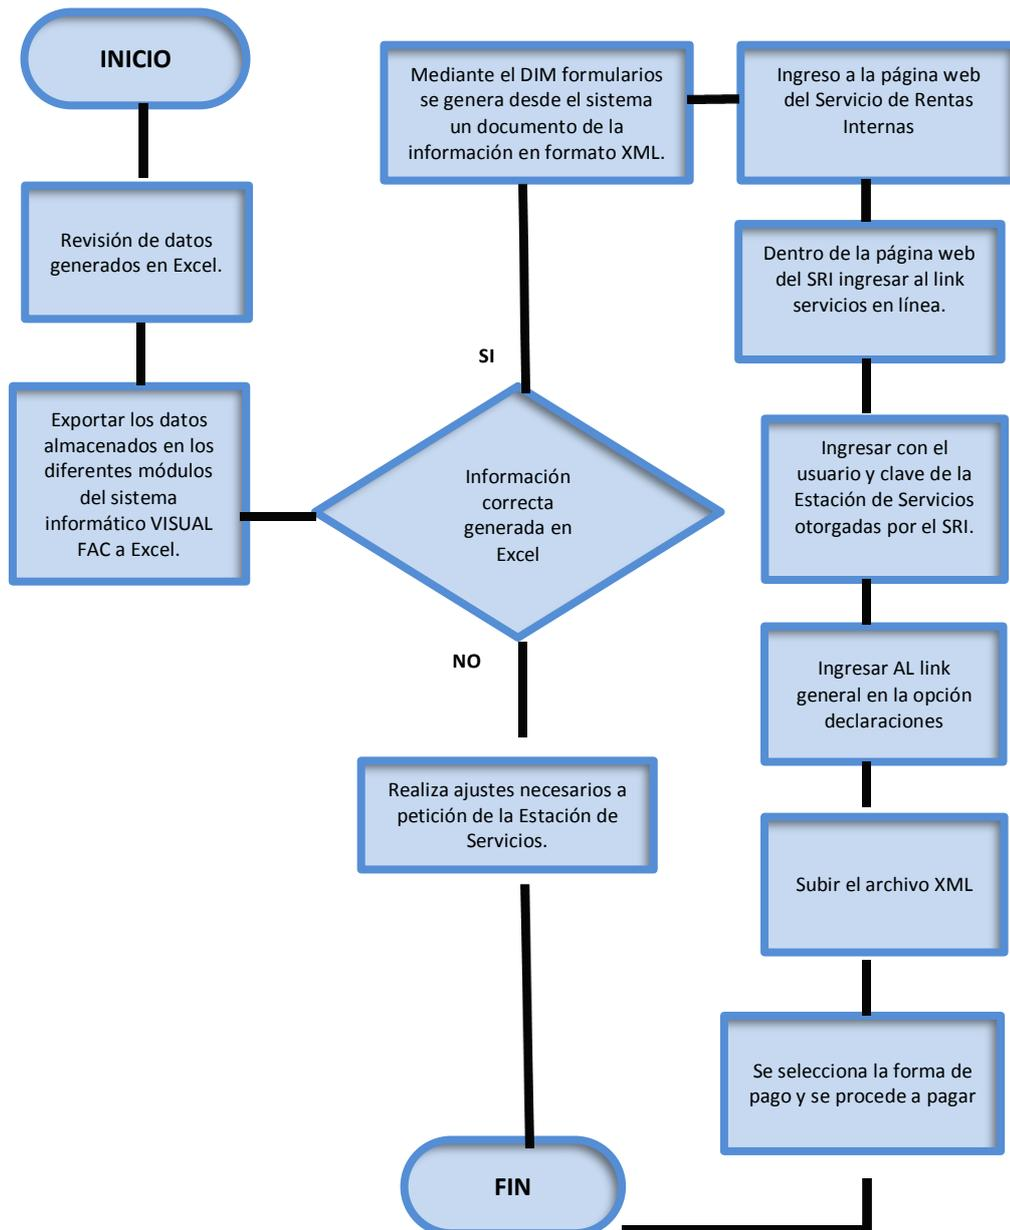 INICIO
Revisión de datos
generados en Excel.
Exportar los datos
almacenados en los
diferentes módulos
del sistema
informático VISUAL
FAC a Excel.
Información
correcta
generada en
Excel
SI
Mediante el DIM formularios
se genera desde el sistema
un documento de la
información en formato XML.
Ingreso a la página web
del Servicio de Rentas
Internas
Dentro de la página web
del SRI ingresar al link
servicios en línea.
Ingresar con el
usuario y clave de la
Estación de Servicios
otorgadas por el SRI.
Ingresar AL link
general en la opción
declaraciones
Subir el archivo XML
Se selecciona la forma de
pago y se procede a pagar
NO
Realiza ajustes necesarios a
petición de la Estación de
Servicios.
FIN